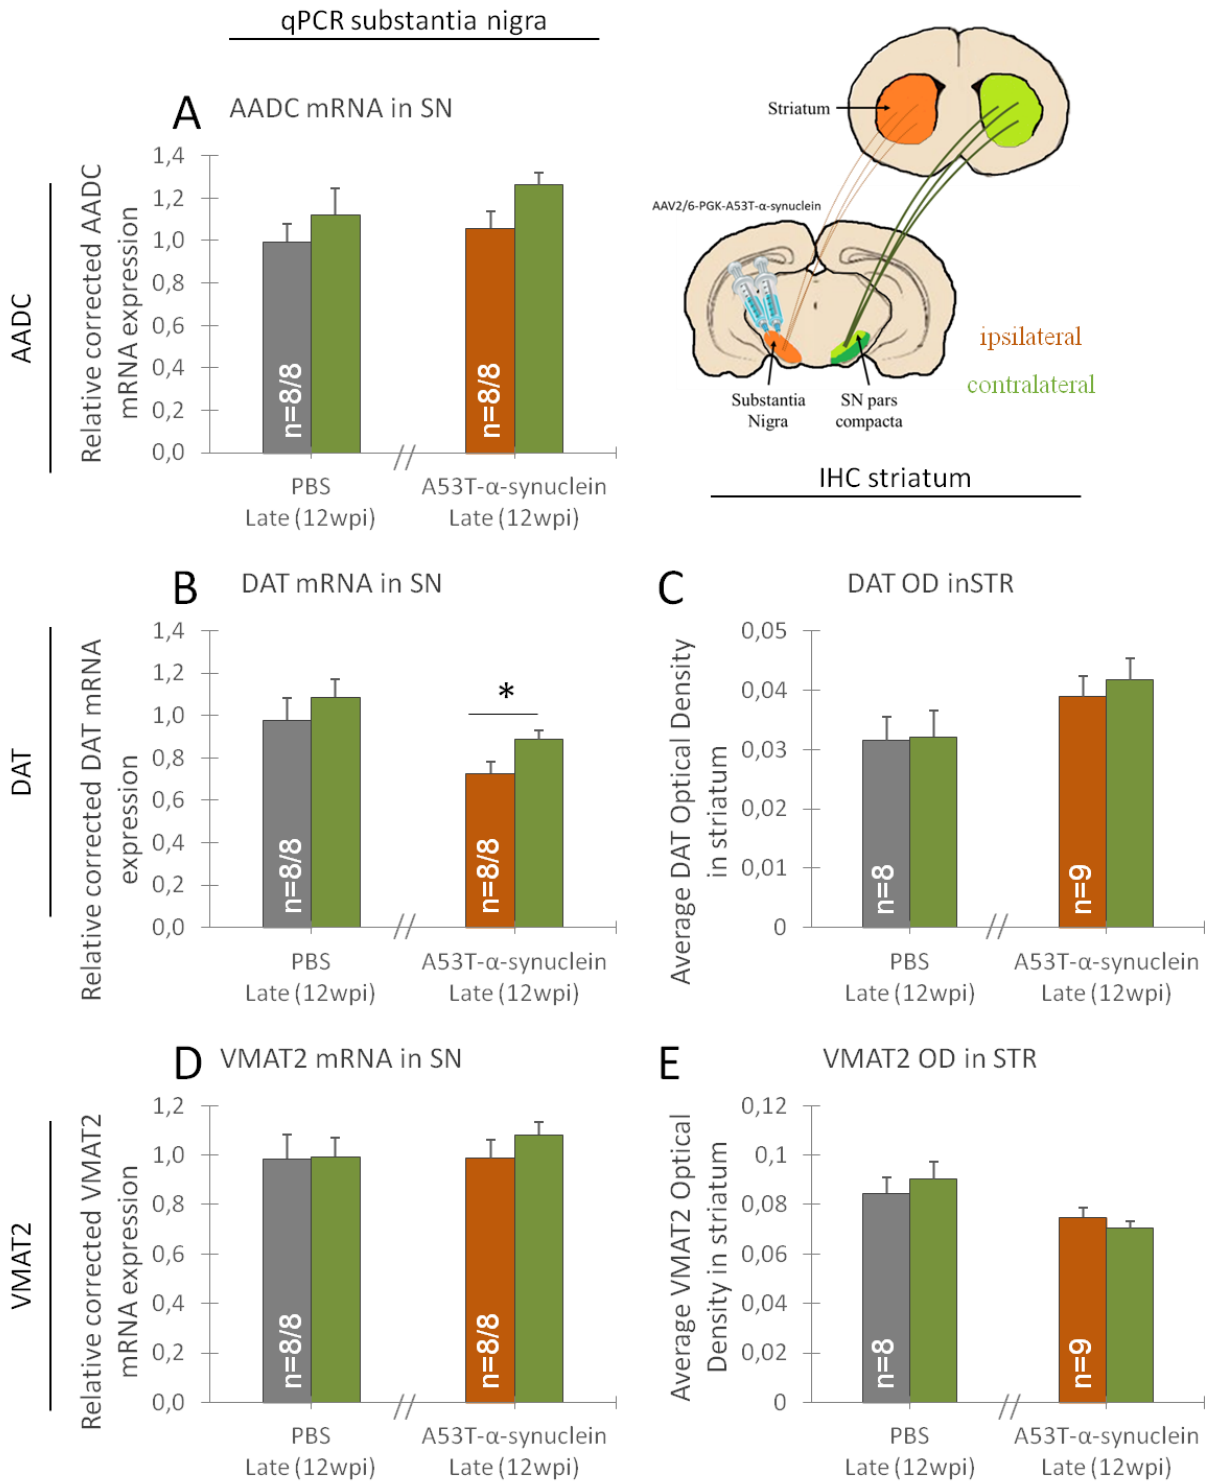 qPCR substantia nigra
A
AADC mRNA in SN
AADC
Relative corrected AADC
mRNA expression
1,4
1,2
1,0
0,8
0,6
0,4
0,2
0,0
n=8/8
n=8/8
PBS
Late (12wpi)
A53T-α-synuclein
Late (12wpi)
Striatum
AAV2/6-PGK-A53T-α-synuclein
ipsilateral
contralateral
Substantia
Nigra
SN pars
compacta
IHC striatum
B
DAT mRNA in SN
DAT
Relative corrected DAT mRNA
expression
1,4
1,2
1,0
0,8
0,6
0,4
0,2
0,0
*
n=8/8
n=8/8
PBS
Late (12wpi)
A53T-α-synuclein
Late (12wpi)
C
DAT OD inSTR
Average DAT Optical Density
in striatum
0,05
0,04
0,03
0,02
0,01
0
n=8
n=9
PBS
Late (12wpi)
A53T-α-synuclein
Late (12wpi)
D
VMAT2 mRNA in SN
VMAT2
Relative corrected VMAT2
mRNA expression
1,2
1,0
0,8
0,6
0,4
0,2
0,0
n=8/8
n=8/8
PBS
Late (12wpi)
A53T-α-synuclein
Late (12wpi)
E
VMAT2 OD in STR
Average VMAT2 Optical
Density in striatum
0,12
0,1
0,08
0,06
0,04
0,02
0
n=8
n=9
PBS
Late (12wpi)
A53T-α-synuclein
Late (12wpi)